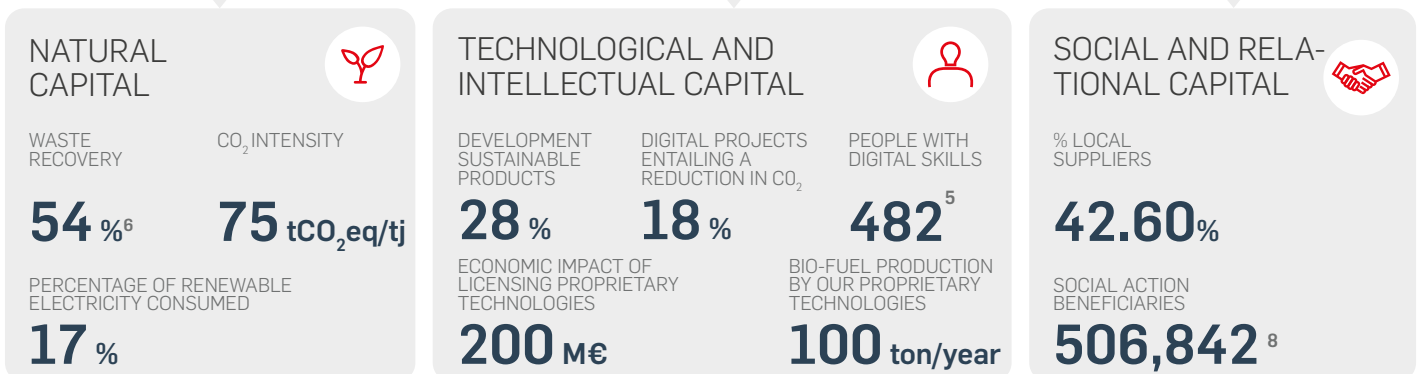 NATURAL
CAPITAL
WASTE
RECOVERY
CO₂ INTENSITY
54 %⁶
75 tCO₂eq/tj
PERCENTAGE OF RENEWABLE
ELECTRICITY CONSUMED
17 %
TECHNOLOGICAL AND
INTELLECTUAL CAPITAL
DEVELOPMENT
SUSTAINABLE
PRODUCTS
28 %
DIGITAL PROJECTS
ENTAILING A
REDUCTION IN CO₂
18 %
PEOPLE WITH
DIGITAL SKILLS
482⁵
ECONOMIC IMPACT OF
LICENSING PROPRIETARY
TECHNOLOGIES
200 M€
BIO-FUEL PRODUCTION
BY OUR PROPRIETARY
TECHNOLOGIES
100 ton/year
SOCIAL AND RELA-
TIONAL CAPITAL
% LOCAL
SUPPLIERS
42.60%
SOCIAL ACTION
BENEFICIARIES
506,842 ⁸